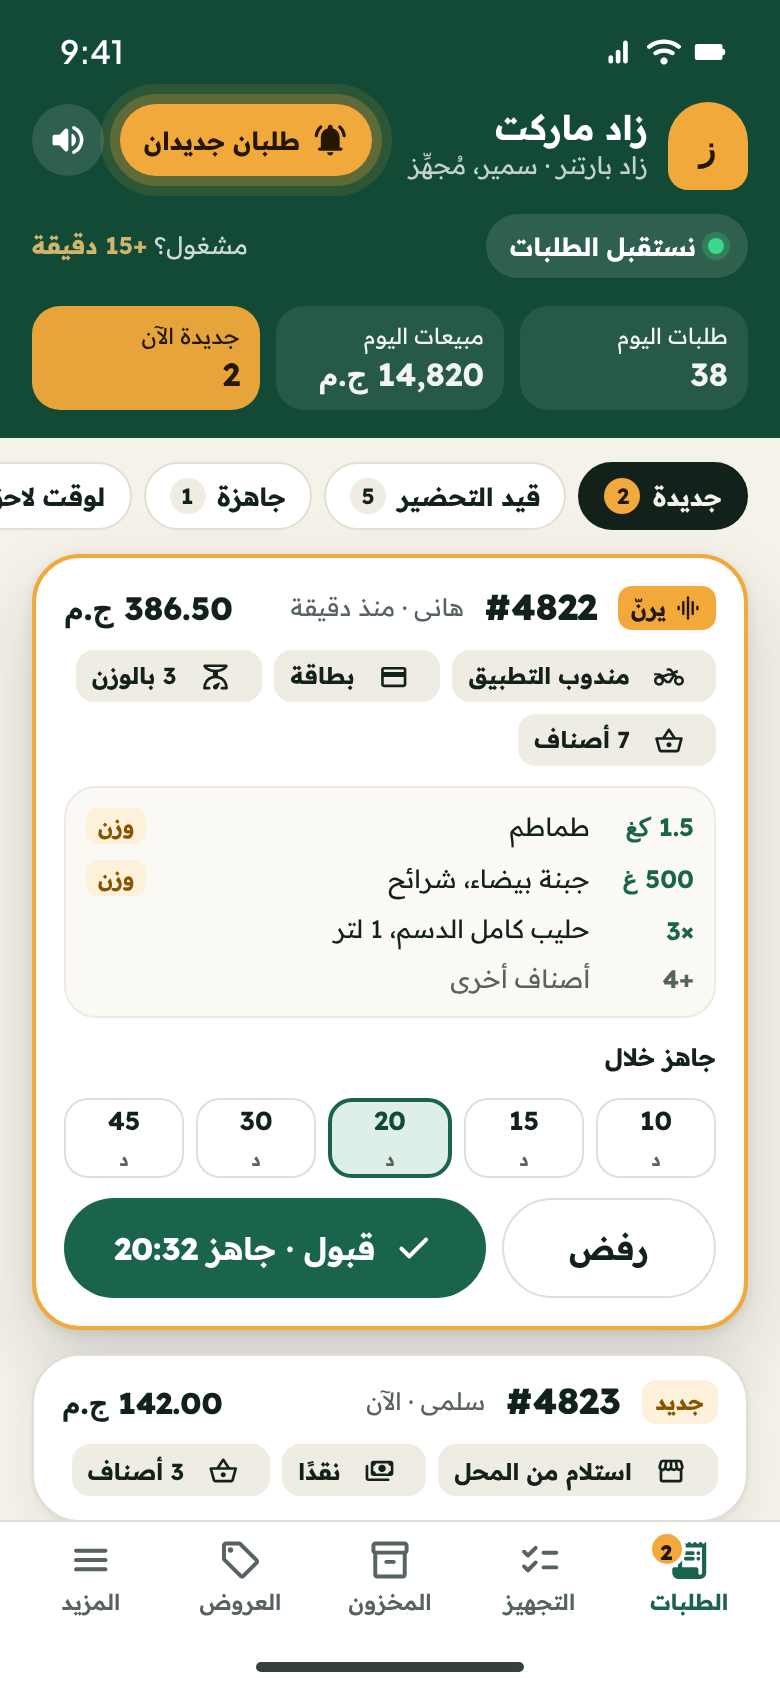 9:41
ز
زاد ماركت
زاد بارتنر · سمير، مُجهِّز
طلبان جديدان
نستقبل الطلبات
مشغول؟ +15 دقيقة
طلبات اليوم
38
مبيعات اليوم
14,820 ج.م
جديدة الآن
2
جديدة 2
قيد التحضير 5
جاهزة 1
لوقت لاحق
يرنّ
#4822
هانى · منذ دقيقة
386.50 ج.م
مندوب التطبيق
بطاقة
3 بالوزن
7 أصناف
1.5 كغ طماطم وزن
500 غ جبنة بيضاء، شرائح وزن
3× حليب كامل الدسم، 1 لتر
+4 أصناف أخرى
جاهز خلال
10 د
15 د
20 د
30 د
45 د
رفض
قبول · جاهز 20:32
جديد
#4823
سلمى · الآن
142.00 ج.م
استلام من المحل
نقدًا
3 أصناف
2
الطلبات
التجهيز
المخزون
العروض
المزيد